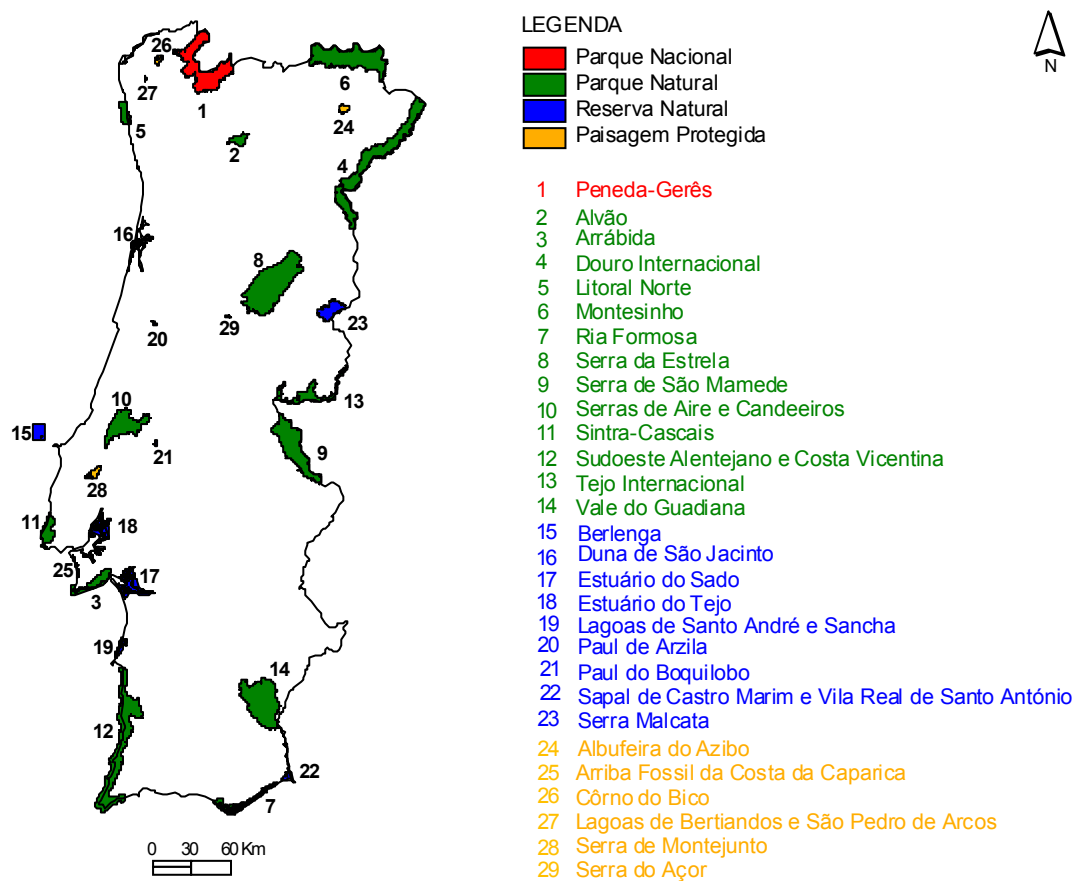 LEGENDA
Parque Nacional
Parque Natural
Reserva Natural
Paisagem Protegida
N
1 Peneda-Gerês
2 Alvão
3 Arrábida
4 Douro Internacional
5 Litoral Norte
6 Montesinho
7 Ria Formosa
8 Serra da Estrela
9 Serra de São Mamede
10 Serras de Aire e Candeeiros
11 Sintra-Cascais
12 Sudoeste Alentejano e Costa Vicentina
13 Tejo Internacional
14 Vale do Guadiana
15 Berlenga
16 Duna de São Jacinto
17 Estuário do Sado
18 Estuário do Tejo
19 Lagoas de Santo André e Sancha
20 Paul de Arzila
21 Paul do Boquilobo
22 Sapal de Castro Marim e Vila Real de Santo António
23 Serra Malcata
24 Albufeira do Azibo
25 Arriba Fossil da Costa da Caparica
26 Côrno do Bico
27 Lagoas de Bertiandos e São Pedro de Arcos
28 Serra de Montejunto
29 Serra do Açor
26
27
1
6
24
5
2
4
16
8
29
23
20
13
10
15
21
9
28
11
18
25
17
3
19
14
12
22
7
0 30 60 Km